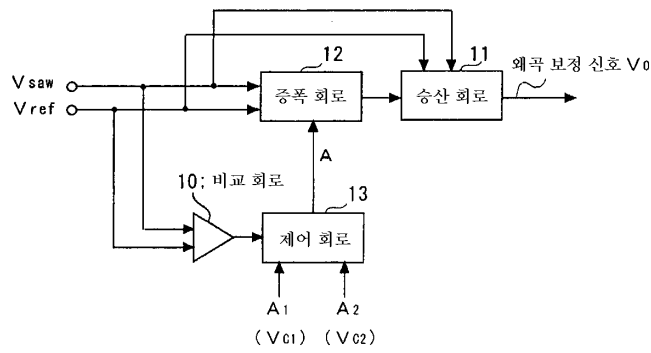 12
11
Vsaw
Vref
증폭 회로
승산 회로
왜곡 보정 신호 Vo
A
10; 비교 회로
13
제어 회로
A1
A2
(VC1)
(VC2)